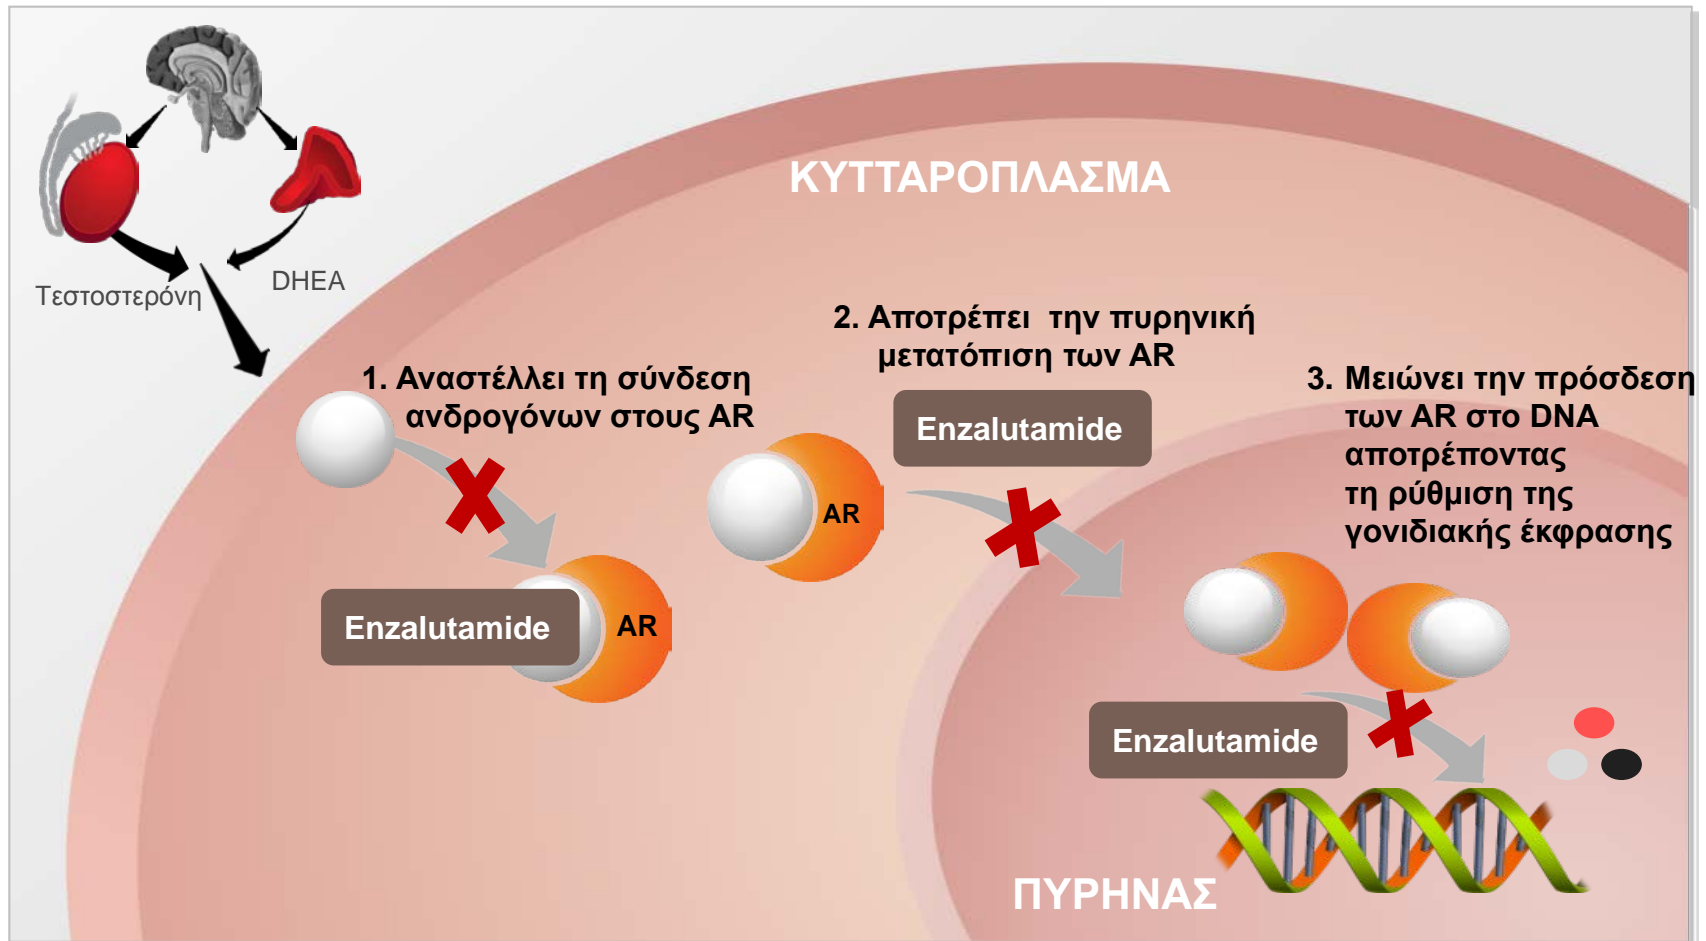 ΚΥΤΤΑΡΟΠΛΑΣΜΑ
Τεστοστερόνη
DHEA
1. Αναστέλλει τη σύνδεση
ανδρογόνων στους AR
Enzalutamide
AR
2. Αποτρέπει την πυρηνική
μετατόπιση των AR
Enzalutamide
AR
3. Μειώνει την πρόσδεση
των AR στο DNA
αποτρέποντας
τη ρύθμιση της
γονιδιακής έκφρασης
Enzalutamide
ΠΥΡΗΝΑΣ